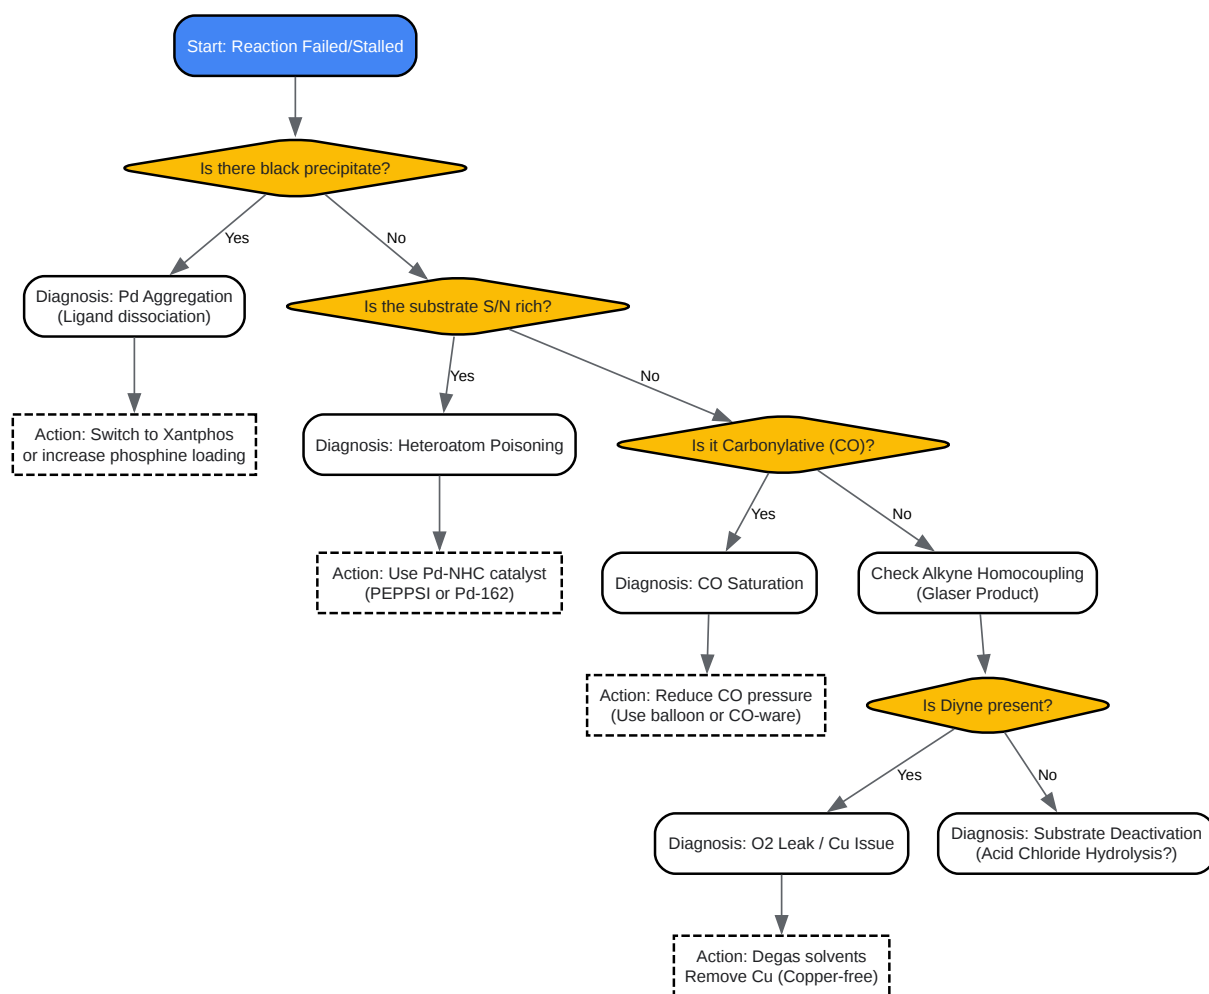 Start: Reaction Failed/Stalled
Is there black precipitate?
Yes
No
Diagnosis: Pd Aggregation
(Ligand dissociation)
Is the substrate S/N rich?
Action: Switch to Xantphos
or increase phosphine loading
Yes
No
Diagnosis: Heteroatom Poisoning
Is it Carbonylative (CO)?
Action: Use Pd-NHC catalyst
(PEPPSI or Pd-162)
Yes
No
Diagnosis: CO Saturation
Check Alkyne Homocoupling
(Glaser Product)
Action: Reduce CO pressure
(Use balloon or CO-ware)
Is Diyne present?
Yes
No
Diagnosis: O2 Leak / Cu Issue
Diagnosis: Substrate Deactivation
(Acid Chloride Hydrolysis?)
Action: Degas solvents
Remove Cu (Copper-free)